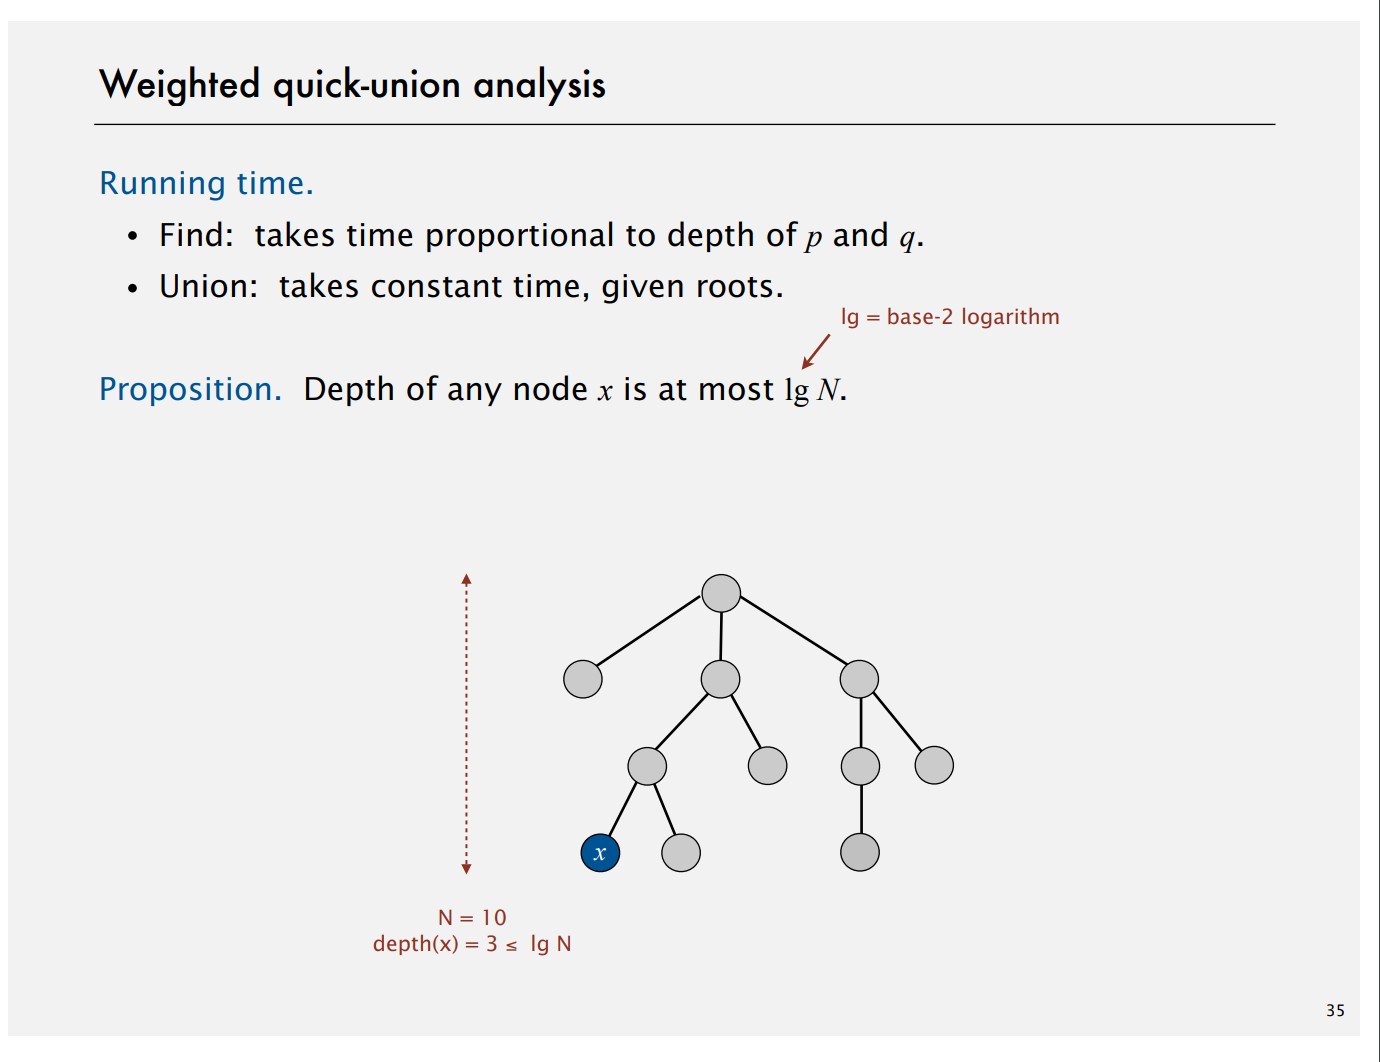 Weighted quick-union analysis
Running time.
• Find: takes time proportional to depth of p and q.
• Union: takes constant time, given roots.
lg = base-2 logarithm
Proposition. Depth of any node x is at most lg N.
x
N = 10
depth(x) = 3 ≤ lg N
35